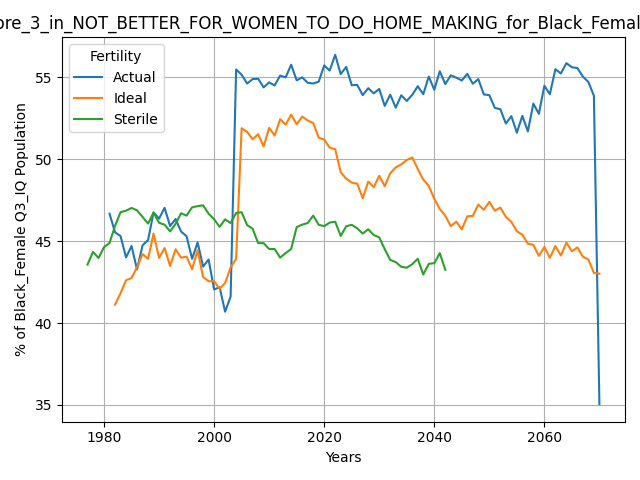 ore_3_in_NOT_BETTER_FOR_WOMEN_TO_DO_HOME_MAKING_for_Black_Femal
Fertility
Actual
Ideal
Sterile
% of Black_Female Q3_IQ Population
55
50
45
40
35
1980 2000 2020 2040 2060
Years